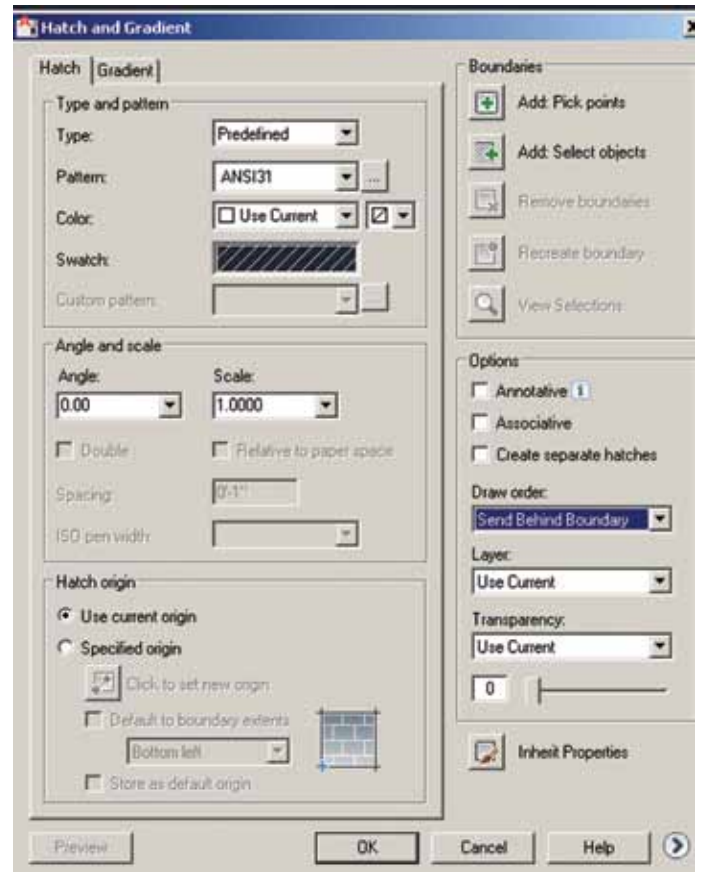 Hatch and Gradient
Hatch Gradient
Type and pattern
Type: Predefined
Pattern: ANSI31 ...
Color: Use Current
Swatch:
Custom pattern:
Angle and scale
Angle: Scale:
0.00 1.0000
Double Relative to paper space
Spacing: 0'-1"
ISO pen width:
Hatch origin
Use current origin
Specified origin
Click to set new origin
Default to boundary extents
Bottom left
Store as default origin
Boundaries
Add: Pick points
Add: Select objects
Remove boundaries
Recreate boundary
View Selections
Options
Annotative
Associative
Create separate hatches
Draw order:
Send Behind Boundary
Layer:
Use Current
Transparency:
Use Current
0
Inherit Properties
Preview OK Cancel Help